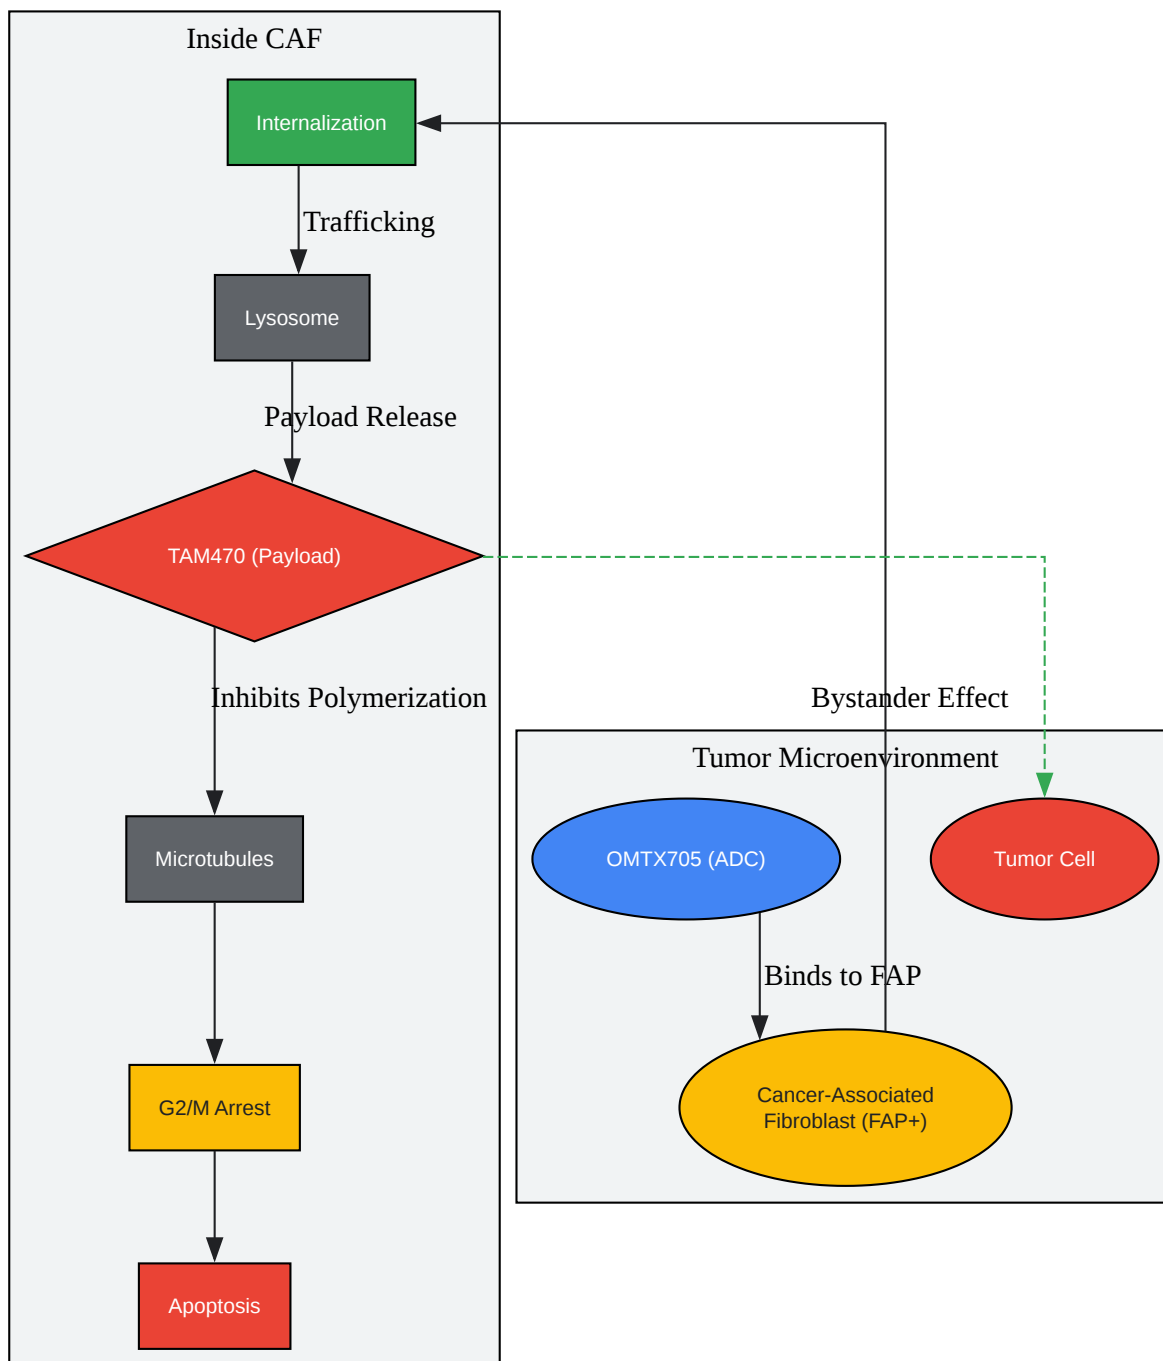 Inside CAF
Internalization
Trafficking
Lysosome
Payload Release
TAM470 (Payload)
Inhibits Polymerization
Bystander Effect
Tumor Microenvironment
Microtubules
OMTX705 (ADC)
Tumor Cell
Binds to FAP
G2/M Arrest
Cancer-Associated
Fibroblast (FAP+)
Apoptosis